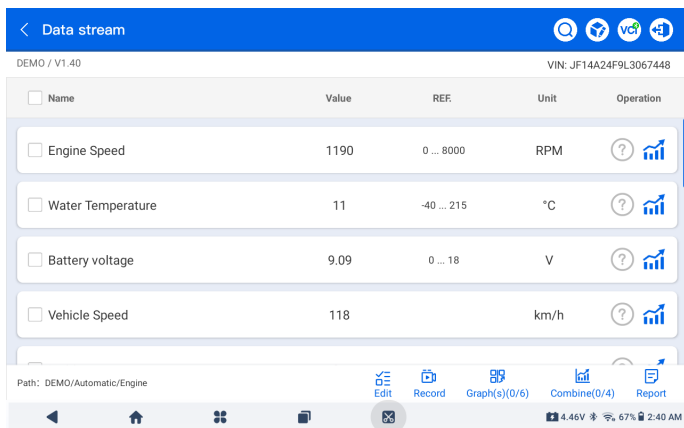 Data stream
VCI
DEMO / V1.40 VIN: JF14A24F9L3067448
Name Value REF. Unit Operation
Engine Speed 1190 0 ... 8000 RPM ?
Water Temperature 11 -40 ... 215 °C ?
Battery voltage 9.09 0 ... 18 V ?
Vehicle Speed 118 km/h ?
Path: DEMO/Automatic/Engine Edit Record Graph(s)(0/6) Combine(0/4) Report
4.46V 67% 2:40 AM